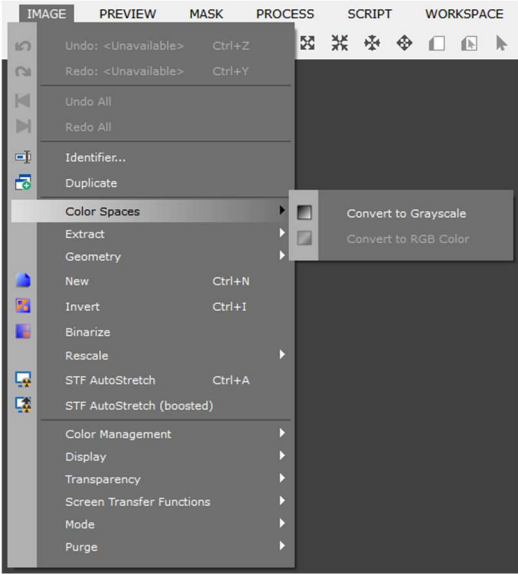 IMAGE PREVIEW MASK PROCESS SCRIPT WORKSPACE
Undo: <Unavailable> Ctrl+Z
Redo: <Unavailable> Ctrl+Y
Undo All
Redo All
Identifier...
Duplicate
Color Spaces
Convert to Grayscale
Convert to RGB Color
Extract
Geometry
New Ctrl+N
Invert Ctrl+I
Binarize
Rescale
STF AutoStretch Ctrl+A
STF AutoStretch (boosted)
Color Management
Display
Transparency
Screen Transfer Functions
Mode
Purge